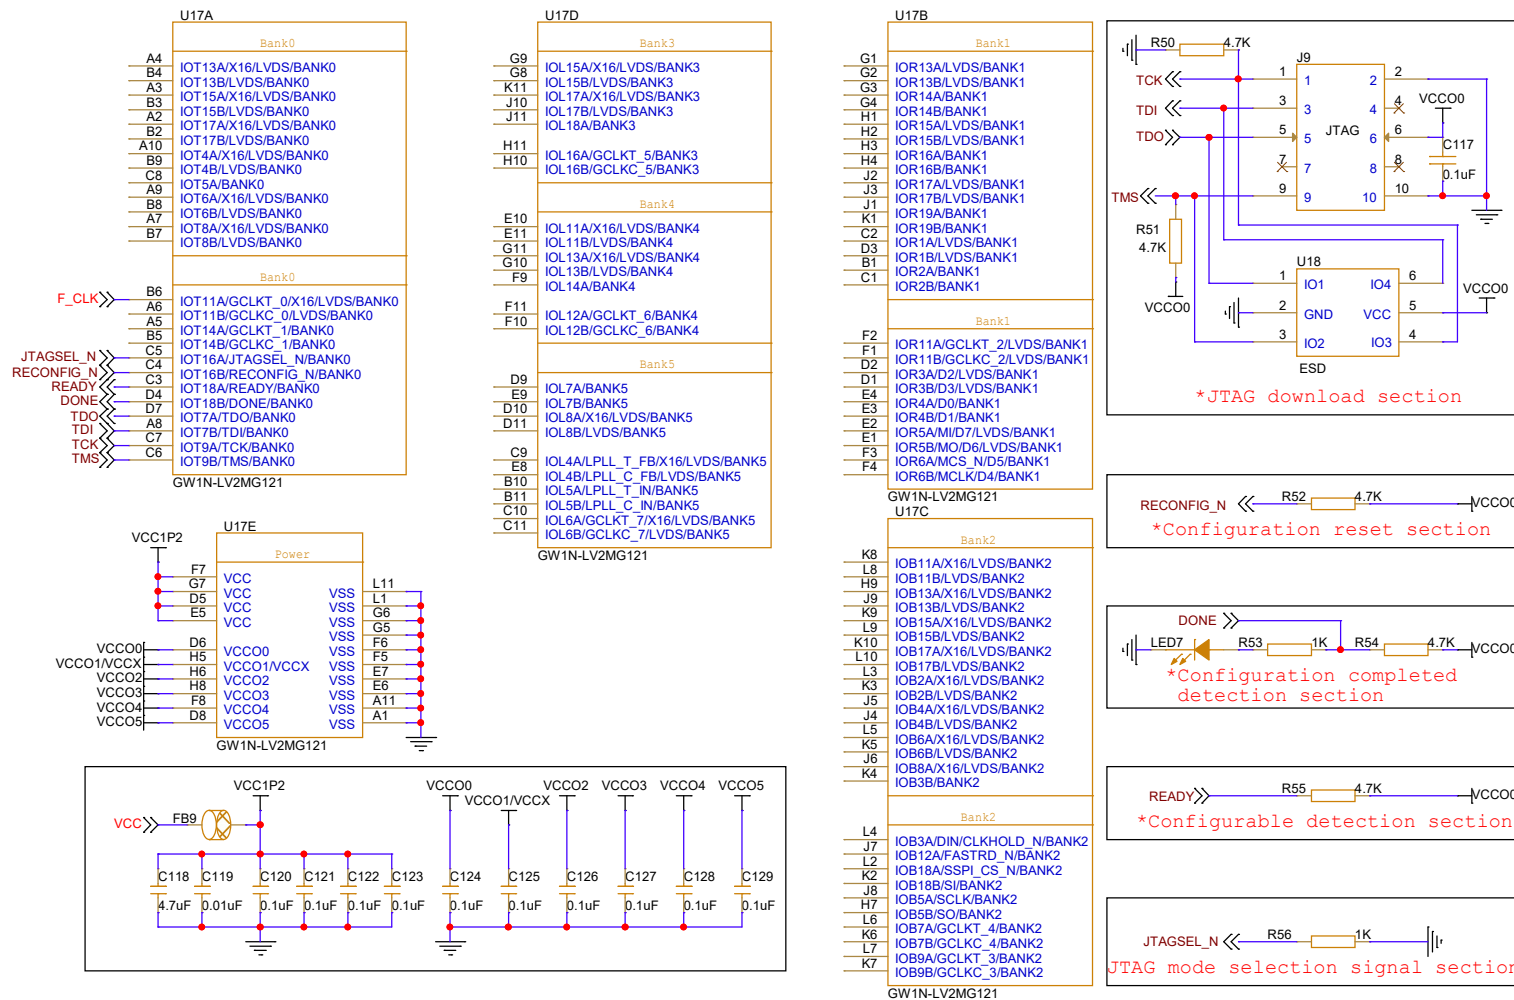 U17A
Bank0
A4 IOT13A/X16/LVDS/BANK0
B4 IOT13B/LVDS/BANK0
A3 IOT15A/X16/LVDS/BANK0
B3 IOT15B/LVDS/BANK0
A2 IOT17A/X16/LVDS/BANK0
B2 IOT17B/LVDS/BANK0
A10 IOT4A/X16/LVDS/BANK0
B9 IOT4B/LVDS/BANK0
C8 IOT5A/BANK0
A9 IOT6A/X16/LVDS/BANK0
B8 IOT6B/LVDS/BANK0
A7 IOT8A/X16/LVDS/BANK0
B7 IOT8B/LVDS/BANK0
Bank0
F_CLK B6 IOT11A/GCLKT_0/X16/LVDS/BANK0
A6 IOT11B/GCLKC_0/LVDS/BANK0
A5 IOT14A/GCLKT_1/BANK0
B5 IOT14B/GCLKC_1/BANK0
JTAGSEL_N C5 IOT16A/JTAGSEL_N/BANK0
RECONFIG_N C4 IOT16B/RECONFIG_N/BANK0
READY C3 IOT18A/READY/BANK0
DONE D4 IOT18B/DONE/BANK0
TDO D7 IOT7A/TDO/BANK0
TDI A8 IOT7B/TDI/BANK0
TCK C7 IOT9A/TCK/BANK0
TMS C6 IOT9B/TMS/BANK0
GW1N-LV2MG121
U17D
Bank3
G9 IOL15A/X16/LVDS/BANK3
G8 IOL15B/LVDS/BANK3
K11 IOL17A/X16/LVDS/BANK3
J10 IOL17B/LVDS/BANK3
J11 IOL18A/BANK3
H11 IOL16A/GCLKT_5/BANK3
H10 IOL16B/GCLKC_5/BANK3
Bank4
E10 IOL11A/X16/LVDS/BANK4
E11 IOL11B/LVDS/BANK4
G11 IOL13A/X16/LVDS/BANK4
G10 IOL13B/LVDS/BANK4
F9 IOL14A/BANK4
F11 IOL12A/GCLKT_6/BANK4
F10 IOL12B/GCLKC_6/BANK4
Bank5
D9 IOL7A/BANK5
E9 IOL7B/BANK5
D10 IOL8A/X16/LVDS/BANK5
D11 IOL8B/LVDS/BANK5
C9 IOL4A/LPLL_T_FB/X16/LVDS/BANK5
E8 IOL4B/LPLL_C_FB/LVDS/BANK5
B10 IOL5A/LPLL_T_IN/BANK5
B11 IOL5B/LPLL_C_IN/BANK5
C10 IOL6A/GCLKT_7/X16/LVDS/BANK5
C11 IOL6B/GCLKC_7/LVDS/BANK5
GW1N-LV2MG121
U17B
Bank1
G1 IOR13A/LVDS/BANK1
G2 IOR13B/LVDS/BANK1
G3 IOR14A/BANK1
G4 IOR14B/BANK1
H1 IOR15A/LVDS/BANK1
H2 IOR15B/LVDS/BANK1
H3 IOR16A/BANK1
H4 IOR16B/BANK1
J2 IOR17A/LVDS/BANK1
J3 IOR17B/LVDS/BANK1
J1 IOR19A/BANK1
K1 IOR19B/BANK1
C2 IOR1A/LVDS/BANK1
D3 IOR1B/LVDS/BANK1
B1 IOR2A/BANK1
C1 IOR2B/BANK1
Bank1
F2 IOR11A/GCLKT_2/LVDS/BANK1
F1 IOR11B/GCLKC_2/LVDS/BANK1
D2 IOR3A/D2/LVDS/BANK1
D1 IOR3B/D3/LVDS/BANK1
E4 IOR4A/D0/BANK1
E3 IOR4B/D1/BANK1
E2 IOR5A/MI/D7/LVDS/BANK1
E1 IOR5B/MO/D6/LVDS/BANK1
F3 IOR6A/MCS_N/D5/BANK1
F4 IOR6B/MCLK/D4/BANK1
GW1N-LV2MG121
U17C
Bank2
K8 IOB11A/X16/LVDS/BANK2
L8 IOB11B/LVDS/BANK2
H9 IOB13A/X16/LVDS/BANK2
J9 IOB13B/LVDS/BANK2
K9 IOB15A/X16/LVDS/BANK2
L9 IOB15B/LVDS/BANK2
K10 IOB17A/X16/LVDS/BANK2
L10 IOB17B/LVDS/BANK2
L3 IOB2A/X16/LVDS/BANK2
K3 IOB2B/LVDS/BANK2
J5 IOB4A/X16/LVDS/BANK2
J4 IOB4B/LVDS/BANK2
L5 IOB6A/X16/LVDS/BANK2
K5 IOB6B/LVDS/BANK2
J6 IOB8A/X16/LVDS/BANK2
K4 IOB3B/BANK2
Bank2
L4 IOB3A/DIN/CLKHOLD_N/BANK2
J7 IOB12A/FASTRD_N/BANK2
L2 IOB18A/SSPI_CS_N/BANK2
K2 IOB18B/SI/BANK2
J8 IOB5A/SCLK/BANK2
H7 IOB5B/SO/BANK2
L6 IOB7A/GCLKT_4/BANK2
K6 IOB7B/GCLKC_4/BANK2
L7 IOB9A/GCLKT_3/BANK2
K7 IOB9B/GCLKC_3/BANK2
GW1N-LV2MG121
U17E
VCC1P2
Power
F7 VCC VSS L11
G7 VCC VSS L1
D5 VCC VSS G6
E5 VCC VSS G5
VCCO0 D6 VCCO0 VSS F6
VCCO1/VCCX H5 VCCO1/VCCX VSS F5
VCCO2 H6 VCCO2 VSS E7
VCCO3 H8 VCCO3 VSS E6
VCCO4 F8 VCCO4 VSS A11
VCCO5 D8 VCCO5 VSS A1
GW1N-LV2MG121
VCC1P2 VCCO0 VCCO1/VCCX VCCO2 VCCO3 VCCO4 VCCO5
VCC FB9
C118 C119 C120 C121 C122 C123 C124 C125 C126 C127 C128 C129
4.7uF 0.01uF 0.1uF 0.1uF 0.1uF 0.1uF 0.1uF 0.1uF 0.1uF 0.1uF 0.1uF 0.1uF
R50 4.7K
J9
TCK 1 1 2 2
TDI 3 3 4 4 VCCO0
TDO 5 5 JTAG 6 6
C117
7 7 8 8
0.1uF
TMS 9 9 10 10
R51
4.7K
VCCO0
U18
1 IO1 IO4 6
2 GND VCC 5 VCCO0
3 IO2 IO3 4
ESD
*JTAG download section
RECONFIG_N R52 4.7K VCCO0
*Configuration reset section
DONE
LED7 R53 1K R54 4.7K VCCO0
*Configuration completed
detection section
READY R55 4.7K VCCO0
*Configurable detection section
JTAGSEL_N R56 1K
JTAG mode selection signal section